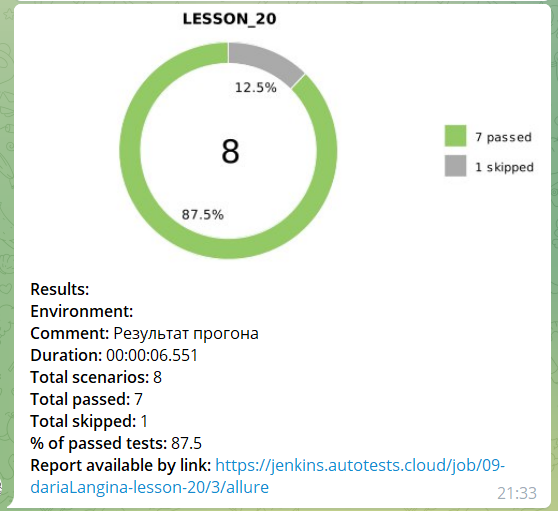 LESSON_20
12.5%
8
7 passed
1 skipped
87.5%
Results:
Environment:
Comment: Результат прогона
Duration: 00:00:06.551
Total scenarios: 8
Total passed: 7
Total skipped: 1
% of passed tests: 87.5
Report available by link: https://jenkins.autotests.cloud/job/09-
dariaLangina-lesson-20/3/allure
21:33